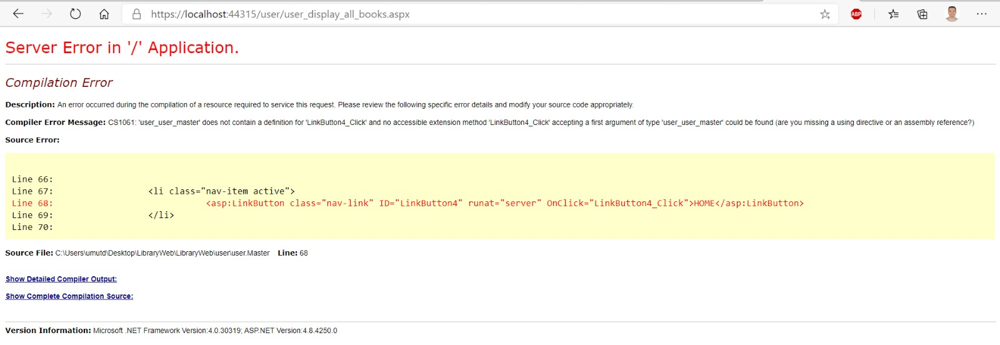 https://localhost:44315/user/user_display_all_books.aspx
ABP
Server Error in '/' Application.
Compilation Error
Description: An error occurred during the compilation of a resource required to service this request. Please review the following specific error details and modify your source code appropriately.
Compiler Error Message: CS1061: 'user_user_master' does not contain a definition for 'LinkButton4_Click' and no accessible extension method 'LinkButton4_Click' accepting a first argument of type 'user_user_master' could be found (are you missing a using directive or an assembly reference?)
Source Error:
Line 66:
Line 67: <li class="nav-item active">
Line 68: <asp:LinkButton class="nav-link" ID="LinkButton4" runat="server" OnClick="LinkButton4_Click">HOME</asp:LinkButton>
Line 69: </li>
Line 70:
Source File: C:\Users\umutd\Desktop\LibraryWeb\LibraryWeb\user\user.Master Line: 68
Show Detailed Compiler Output:
Show Complete Compilation Source:
Version Information: Microsoft .NET Framework Version:4.0.30319; ASP.NET Version:4.8.4250.0